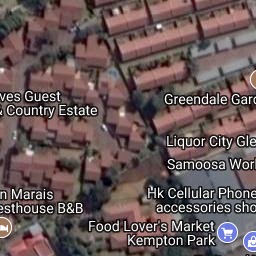 ves Guest
& Country Estate
Greendale Gard
Liquor City Gle
Samoosa Worl
n Marais
esthouse B&B
Hk Cellular Phone
accessories sho
Food Lover's Market
Kempton Park